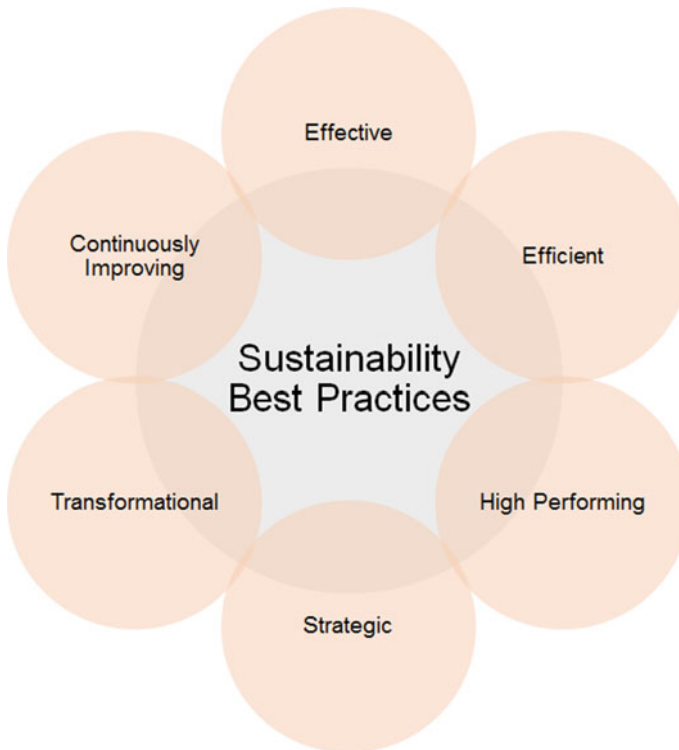 Effective
Continuously
Improving
Efficient
Sustainability
Best Practices
Transformational
High Performing
Strategic